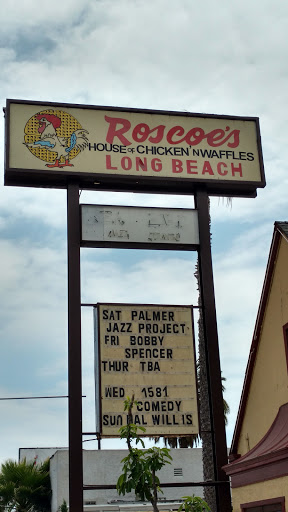 Roscoe's
HOUSE OF CHICKEN N WAFFLES
LONG BEACH
SAT PALMER
JAZZ PROJECT
FRI BOBBY
SPENCER
THUR TBA
WED 1581
COMEDY
SUN HAL WILLIS